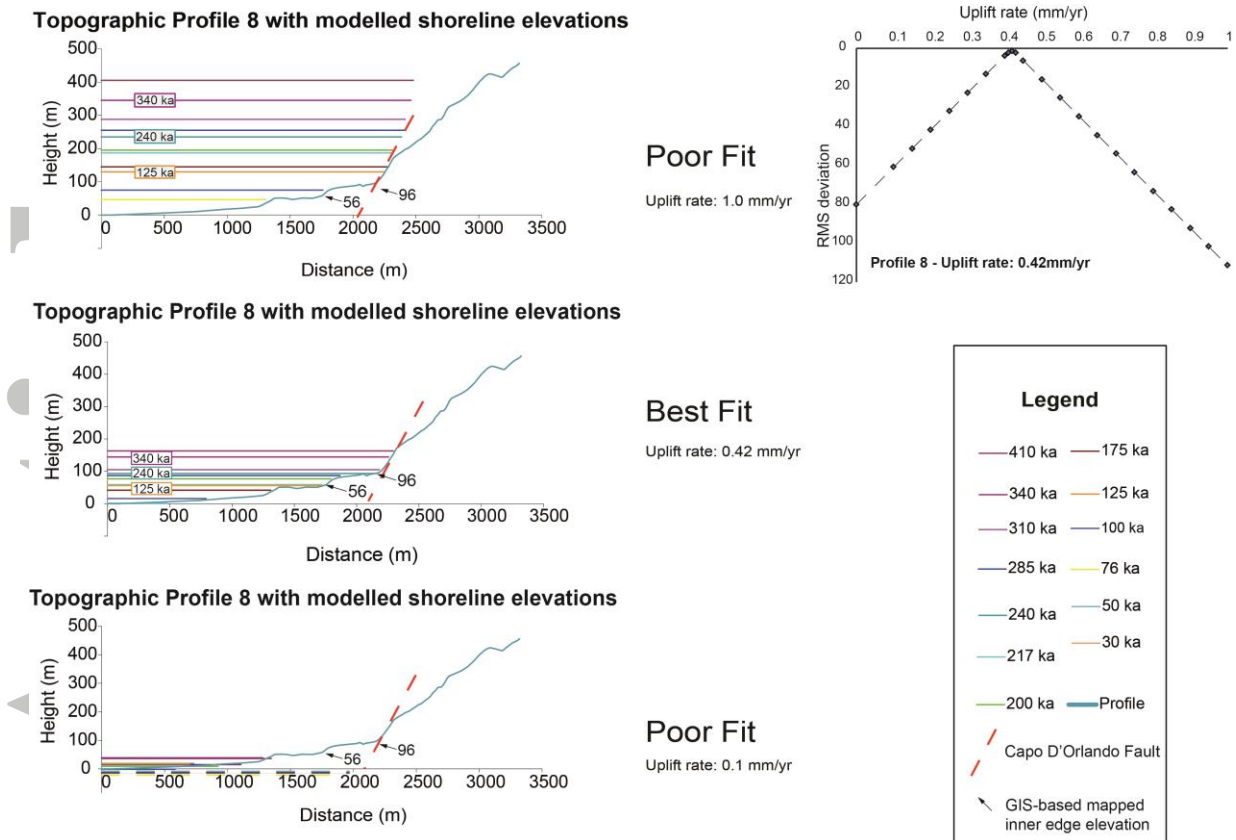 Topographic Profile 8 with modelled shoreline elevations
500
400
300
200
100
0
Height (m)
340 ka
240 ka
125 ka
56
96
0 500 1000 1500 2000 2500 3000 3500
Distance (m)
Poor Fit
Uplift rate: 1.0 mm/yr
Uplift rate (mm/yr)
0 0.1 0.2 0.3 0.4 0.5 0.6 0.7 0.8 0.9 1
0
20
40
60
80
100
120
RMS deviation
Profile 8 - Uplift rate: 0.42mm/yr
Topographic Profile 8 with modelled shoreline elevations
500
400
300
200
100
0
Height (m)
340 ka
240 ka
125 ka
56
96
0 500 1000 1500 2000 2500 3000 3500
Distance (m)
Best Fit
Uplift rate: 0.42 mm/yr
Topographic Profile 8 with modelled shoreline elevations
500
400
300
200
100
0
Height (m)
56
96
0 500 1000 1500 2000 2500 3000 3500
Distance (m)
Poor Fit
Uplift rate: 0.1 mm/yr
Legend
410 ka
175 ka
340 ka
125 ka
310 ka
100 ka
285 ka
76 ka
240 ka
50 ka
217 ka
30 ka
200 ka
Profile
Capo D'Orlando Fault
GIS-based mapped
inner edge elevation